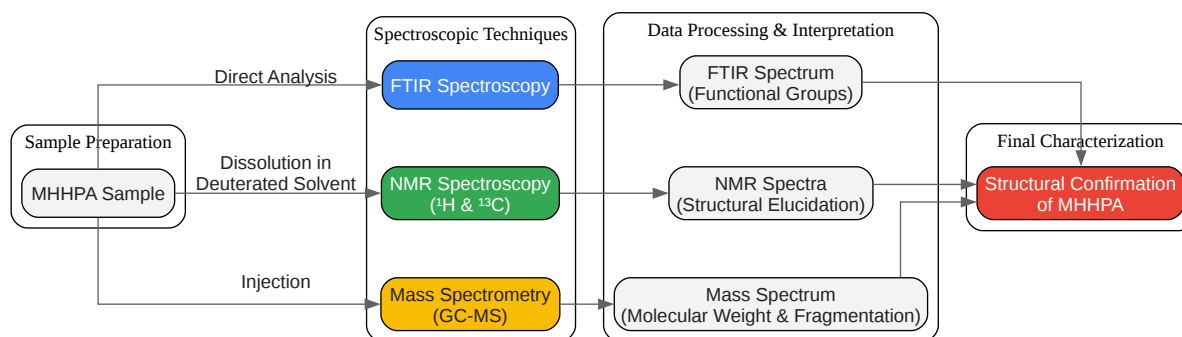 Spectroscopic Techniques
Data Processing & Interpretation
Direct Analysis
FTIR Spectroscopy
FTIR Spectrum
(Functional Groups)
Sample Preparation
MHHPA Sample
Dissolution in
Deuterated Solvent
NMR Spectroscopy
(¹H & ¹³C)
NMR Spectra
(Structural Elucidation)
Final Characterization
Structural Confirmation
of MHHPA
Injection
Mass Spectrometry
(GC-MS)
Mass Spectrum
(Molecular Weight & Fragmentation)